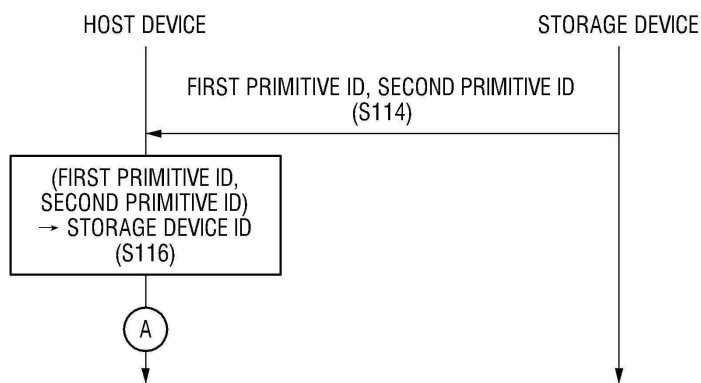 HOST DEVICE
STORAGE DEVICE
FIRST PRIMITIVE ID, SECOND PRIMITIVE ID
(S114)
(FIRST PRIMITIVE ID,
SECOND PRIMITIVE ID)
→ STORAGE DEVICE ID
(S116)
A